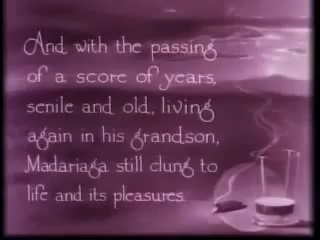 And with the passing
of a score of years,
senile and old, living
again in his grandson,
Madariaga still clung to
life and its pleasures.